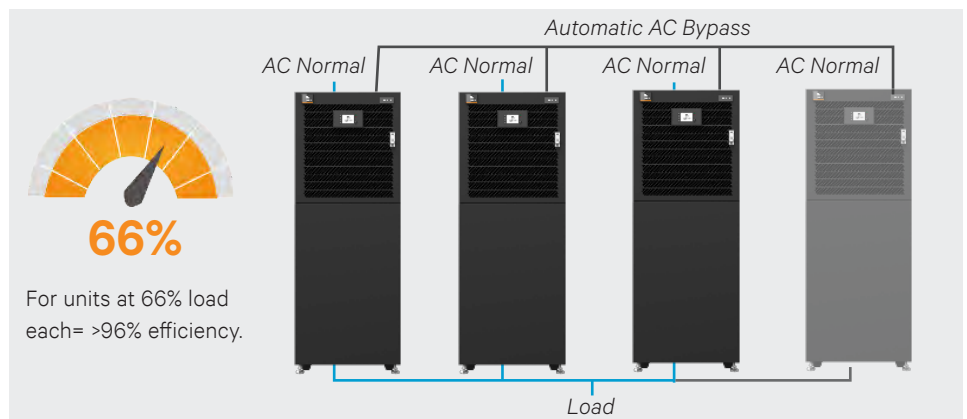 Automatic AC Bypass
AC Normal
AC Normal
AC Normal
AC Normal
66%
For units at 66% load
each= >96% efficiency.
Load